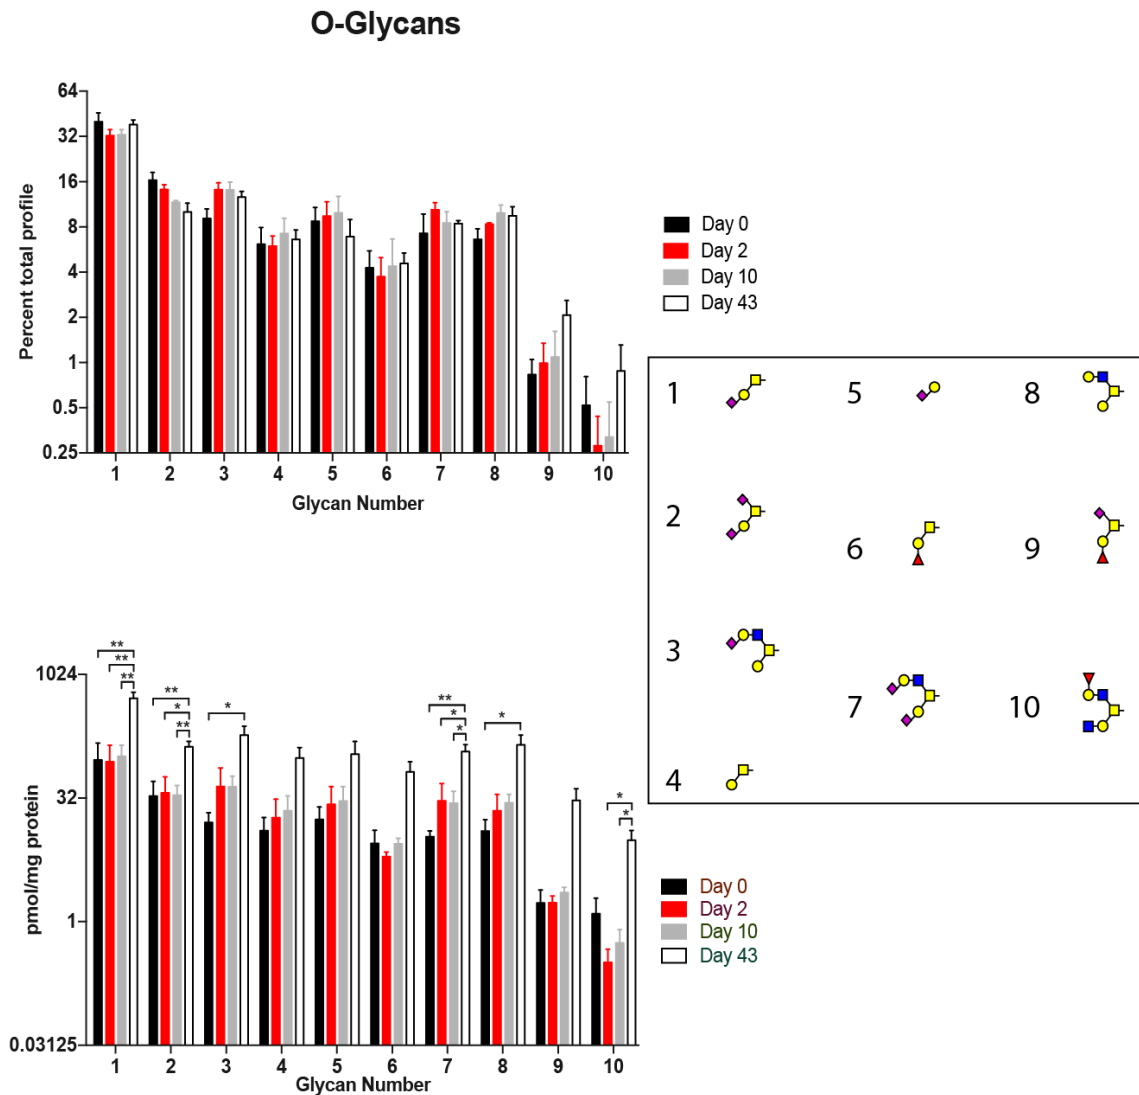 O-Glycans
64
32
16
8
4
2
1
0.5
0.25
Percent total profile
1 2 3 4 5 6 7 8 9 10
Glycan Number
Day 0
Day 2
Day 10
Day 43
1 5 8
2 6 9
3 7 10
4
** ** ** ** * ** * ** * * * * *
1024
32
1
0.03125
pmol/mg protein
1 2 3 4 5 6 7 8 9 10
Glycan Number
Day 0
Day 2
Day 10
Day 43